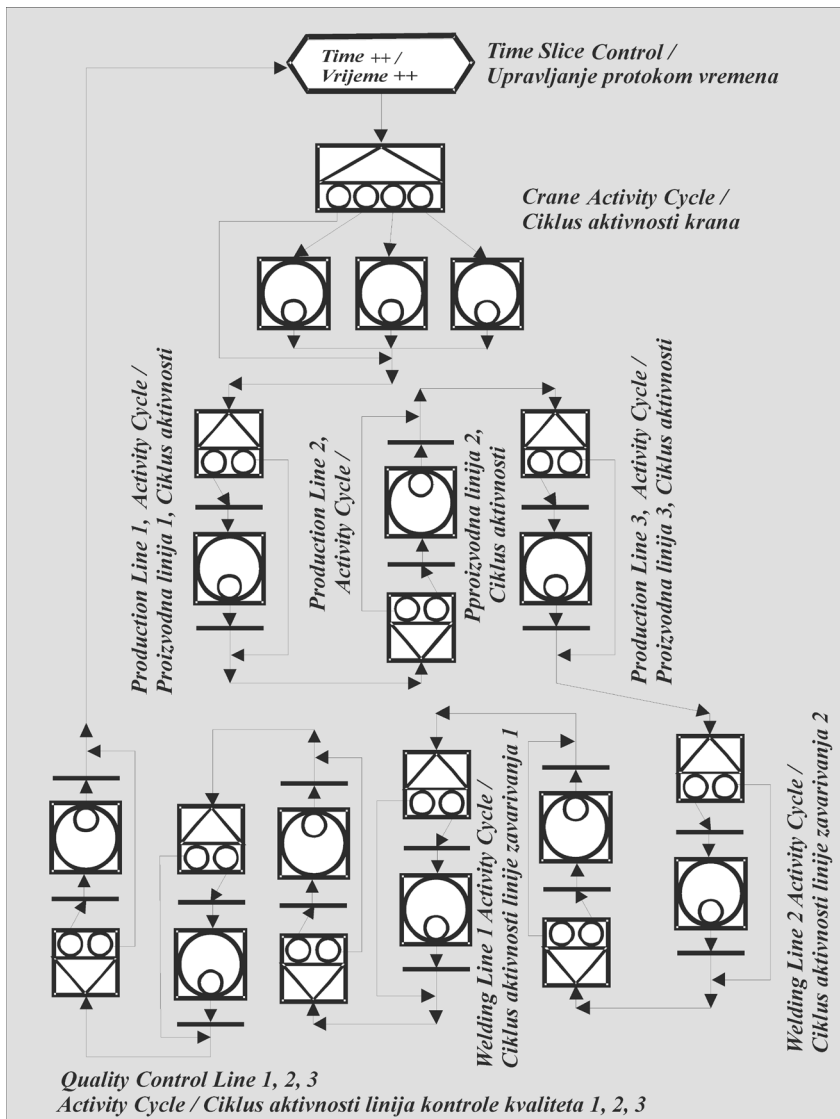 Time ++ /
Vrijeme ++
Time Slice Control /
Upravljanje protokom vremena
Crane Activity Cycle /
Ciklus aktivnosti krana
Production Line 1, Activity Cycle /
Proizvodna linija 1, Ciklus aktivnosti
Production Line 2,
Activity Cycle /
Pproizvodna linija 2,
Ciklus aktivnosti
Production Line 3, Activity Cycle /
Proizvodna linija 3, Ciklus aktivnosti
Welding Line 1 Activity Cycle /
Ciklus aktivnosti linije zavarivanja 1
Welding Line 2 Activity Cycle /
Ciklus aktivnosti linije zavarivanja 2
Quality Control Line 1, 2, 3
Activity Cycle / Ciklus aktivnosti linija kontrole kvaliteta 1, 2, 3